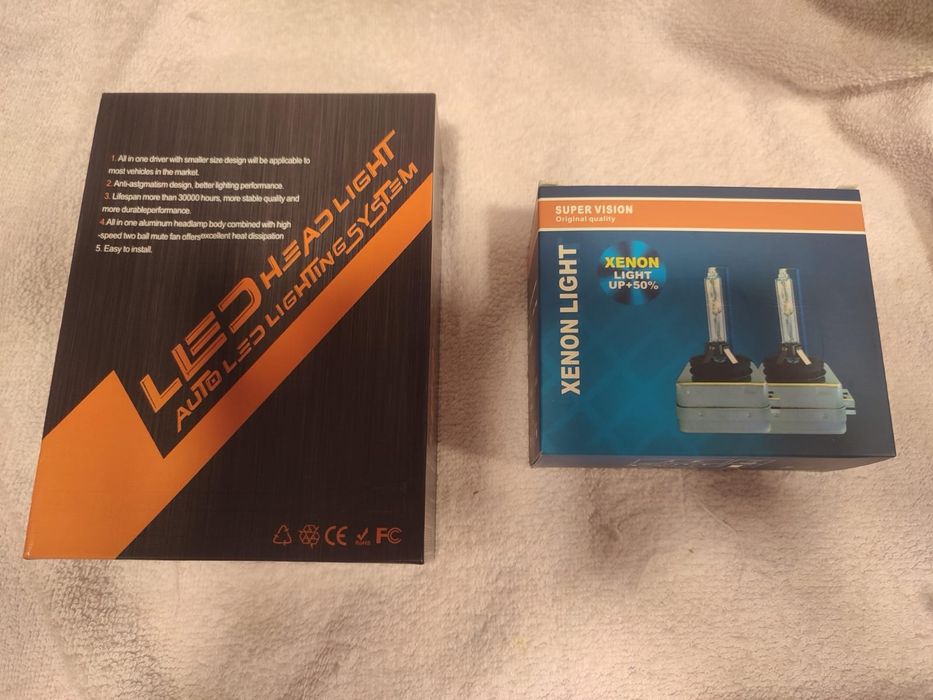 1. All in one driver with smaller size design will be applicable to
most vehicles in the market.
2. Anti-astgmatism design, better lighting performance.
3. Lifespan more than 30000 hours, more stable quality and
more durableperformance.
4.All in one aluminum headlamp body combined with high
-speed two ball mute fan offersexcellent heat dissipation
5. Easy to install.
LED HEADLIGHT
AUTO LED LIGHTING SYSTEM
CE
RoHS
FC
SUPER VISION
Original quality
XENON LIGHT
XENON
LIGHT
UP+50%